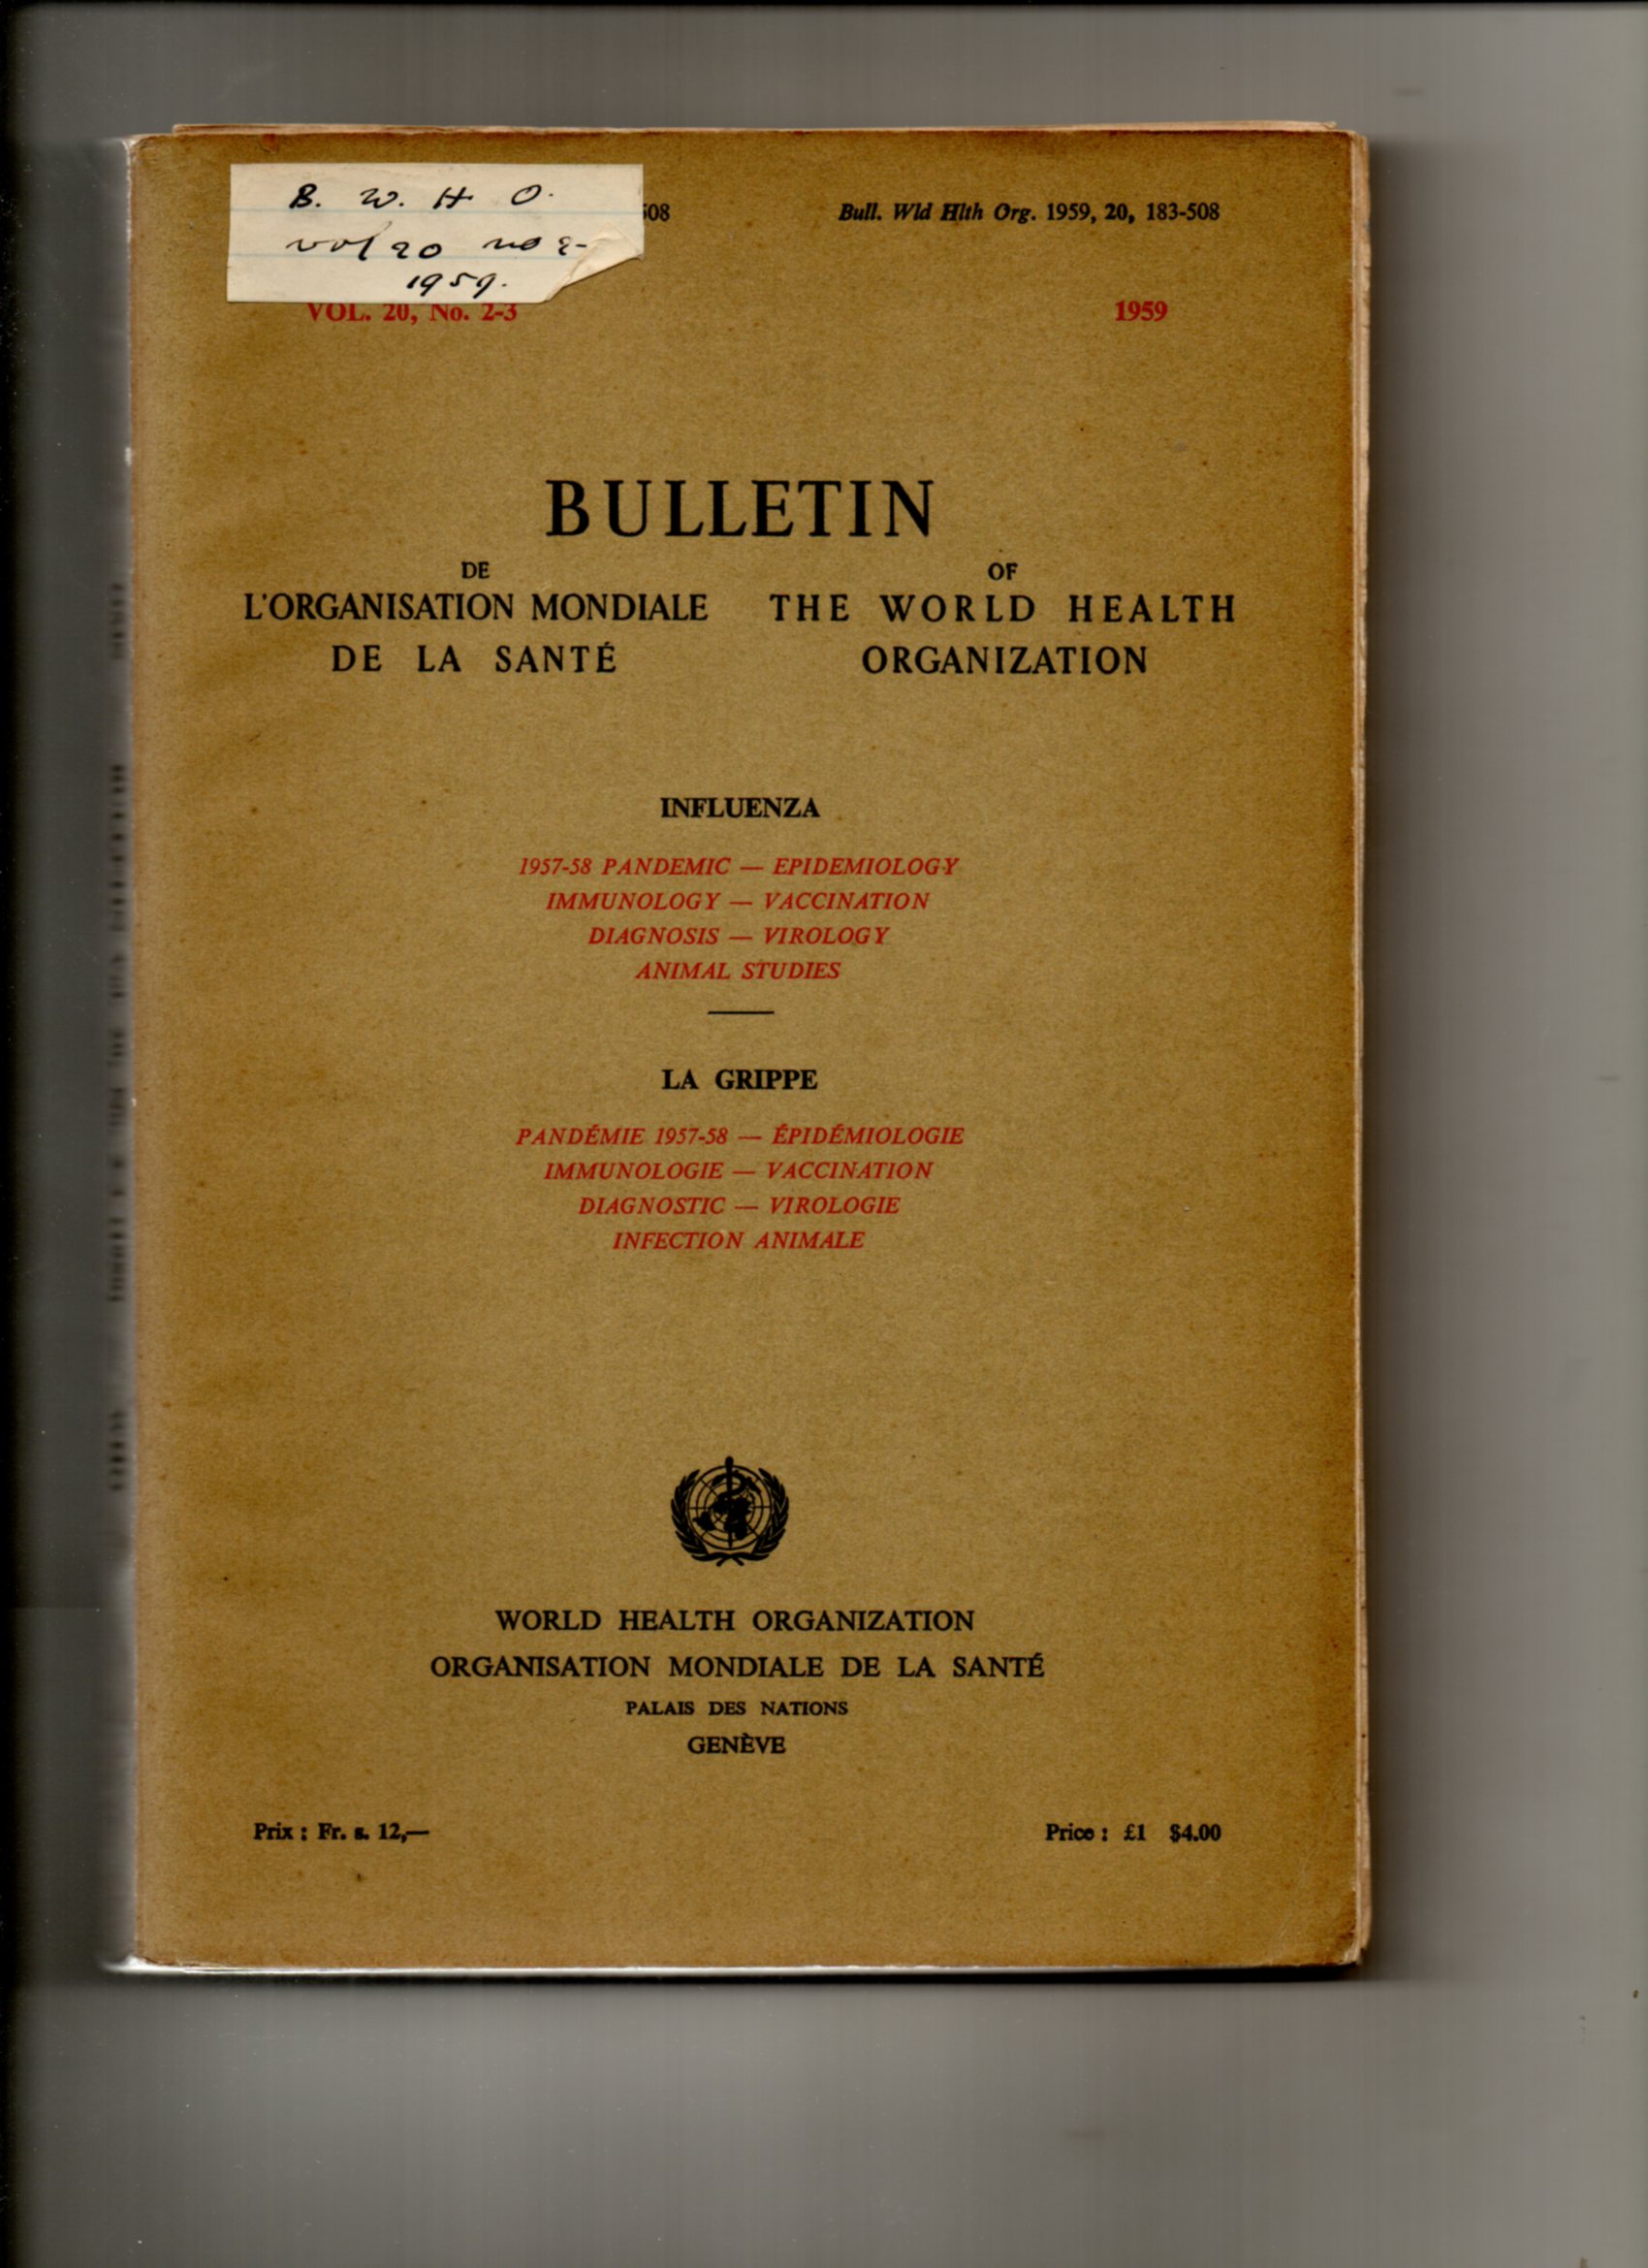 B. W. H O.
vol 20 no 2-
1959.
508
Bull. Wld Hlth Org. 1959, 20, 183-508
VOL. 20, No. 2-3
1959
BULLETIN
DE
L'ORGANISATION MONDIALE
DE LA SANTÉ
OF
THE WORLD HEALTH
ORGANIZATION
INFLUENZA
1957-58 PANDEMIC — EPIDEMIOLOGY
IMMUNOLOGY — VACCINATION
DIAGNOSIS — VIROLOGY
ANIMAL STUDIES
LA GRIPPE
PANDÉMIE 1957-58 — ÉPIDÉMIOLOGIE
IMMUNOLOGIE — VACCINATION
DIAGNOSTIC — VIROLOGIE
INFECTION ANIMALE
WORLD HEALTH ORGANIZATION
ORGANISATION MONDIALE DE LA SANTÉ
PALAIS DES NATIONS
GENÈVE
Prix : Fr. s. 12,—
Price : £1 $4.00